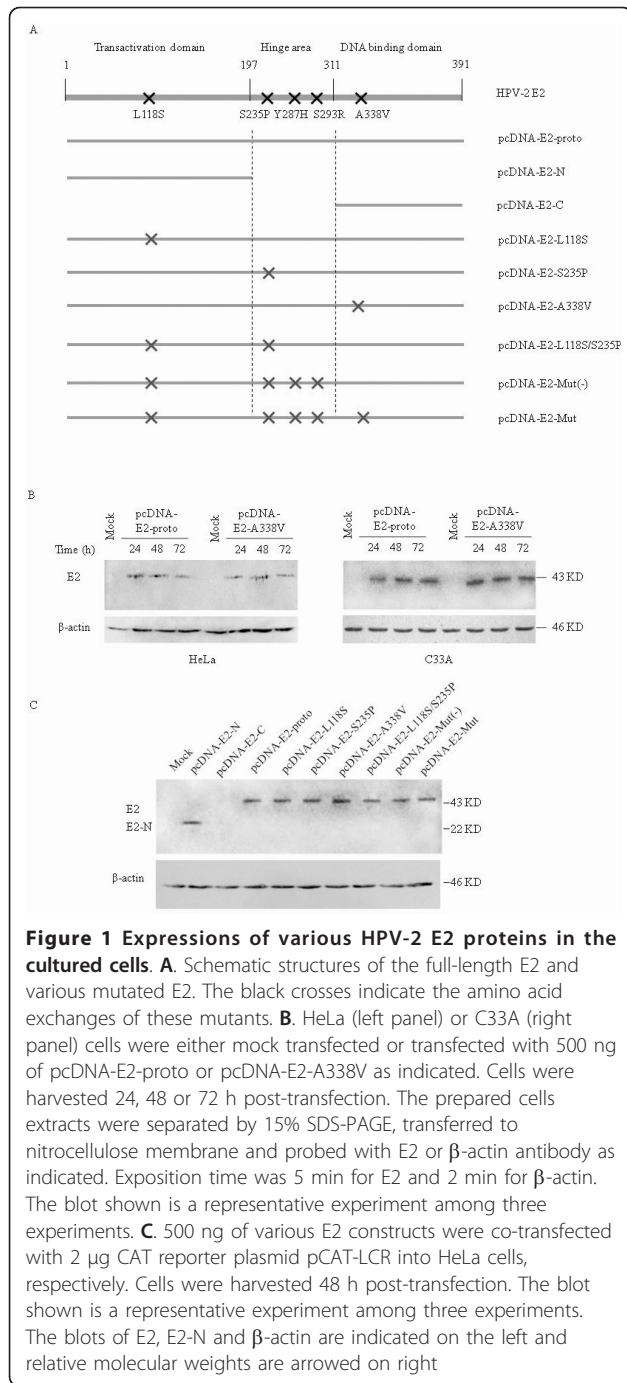 A
Transactivation domain Hinge area DNA binding domain
1 197 311 391
HPV-2 E2
L118S S235P Y287H S293R A338V
pcDNA-E2-proto
pcDNA-E2-N
pcDNA-E2-C
pcDNA-E2-L118S
pcDNA-E2-S235P
pcDNA-E2-A338V
pcDNA-E2-L118S/S235P
pcDNA-E2-Mut(-)
pcDNA-E2-Mut
B
Mock pcDNA-E2-proto Mock pcDNA-E2-A338V Mock pcDNA-E2-proto Mock pcDNA-E2-A338V
Time (h) 24 48 72 24 48 72 24 48 72 24 48 72
E2 43 KD
β-actin 46 KD
HeLa C33A
C
Mock pcDNA-E2-N pcDNA-E2-C pcDNA-E2-proto pcDNA-E2-L118S pcDNA-E2-S235P pcDNA-E2-A338V pcDNA-E2-L118S/S235P pcDNA-E2-Mut(-) pcDNA-E2-Mut
E2 43 KD
E2-N 22 KD
β-actin 46 KD
Figure 1 Expressions of various HPV-2 E2 proteins in the
cultured cells. A. Schematic structures of the full-length E2 and
various mutated E2. The black crosses indicate the amino acid
exchanges of these mutants. B. HeLa (left panel) or C33A (right
panel) cells were either mock transfected or transfected with 500 ng
of pcDNA-E2-proto or pcDNA-E2-A338V as indicated. Cells were
harvested 24, 48 or 72 h post-transfection. The prepared cells
extracts were separated by 15% SDS-PAGE, transferred to
nitrocellulose membrane and probed with E2 or β-actin antibody as
indicated. Exposition time was 5 min for E2 and 2 min for β-actin.
The blot shown is a representative experiment among three
experiments. C. 500 ng of various E2 constructs were co-transfected
with 2 μg CAT reporter plasmid pCAT-LCR into HeLa cells,
respectively. Cells were harvested 48 h post-transfection. The blot
shown is a representative experiment among three experiments.
The blots of E2, E2-N and β-actin are indicated on the left and
relative molecular weights are arrowed on right